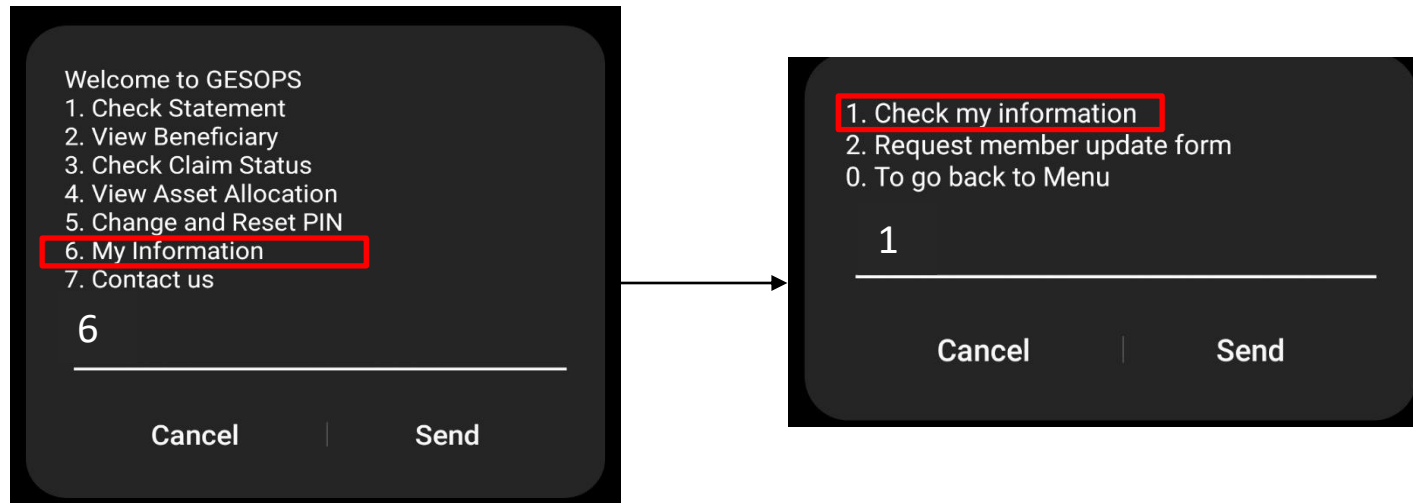 Welcome to GESOPS
1. Check Statement
2. View Beneficiary
3. Check Claim Status
4. View Asset Allocation
5. Change and Reset PIN
6. My Information
7. Contact us
6
Cancel
Send
1. Check my information
2. Request member update form
0. To go back to Menu
1
Cancel
Send